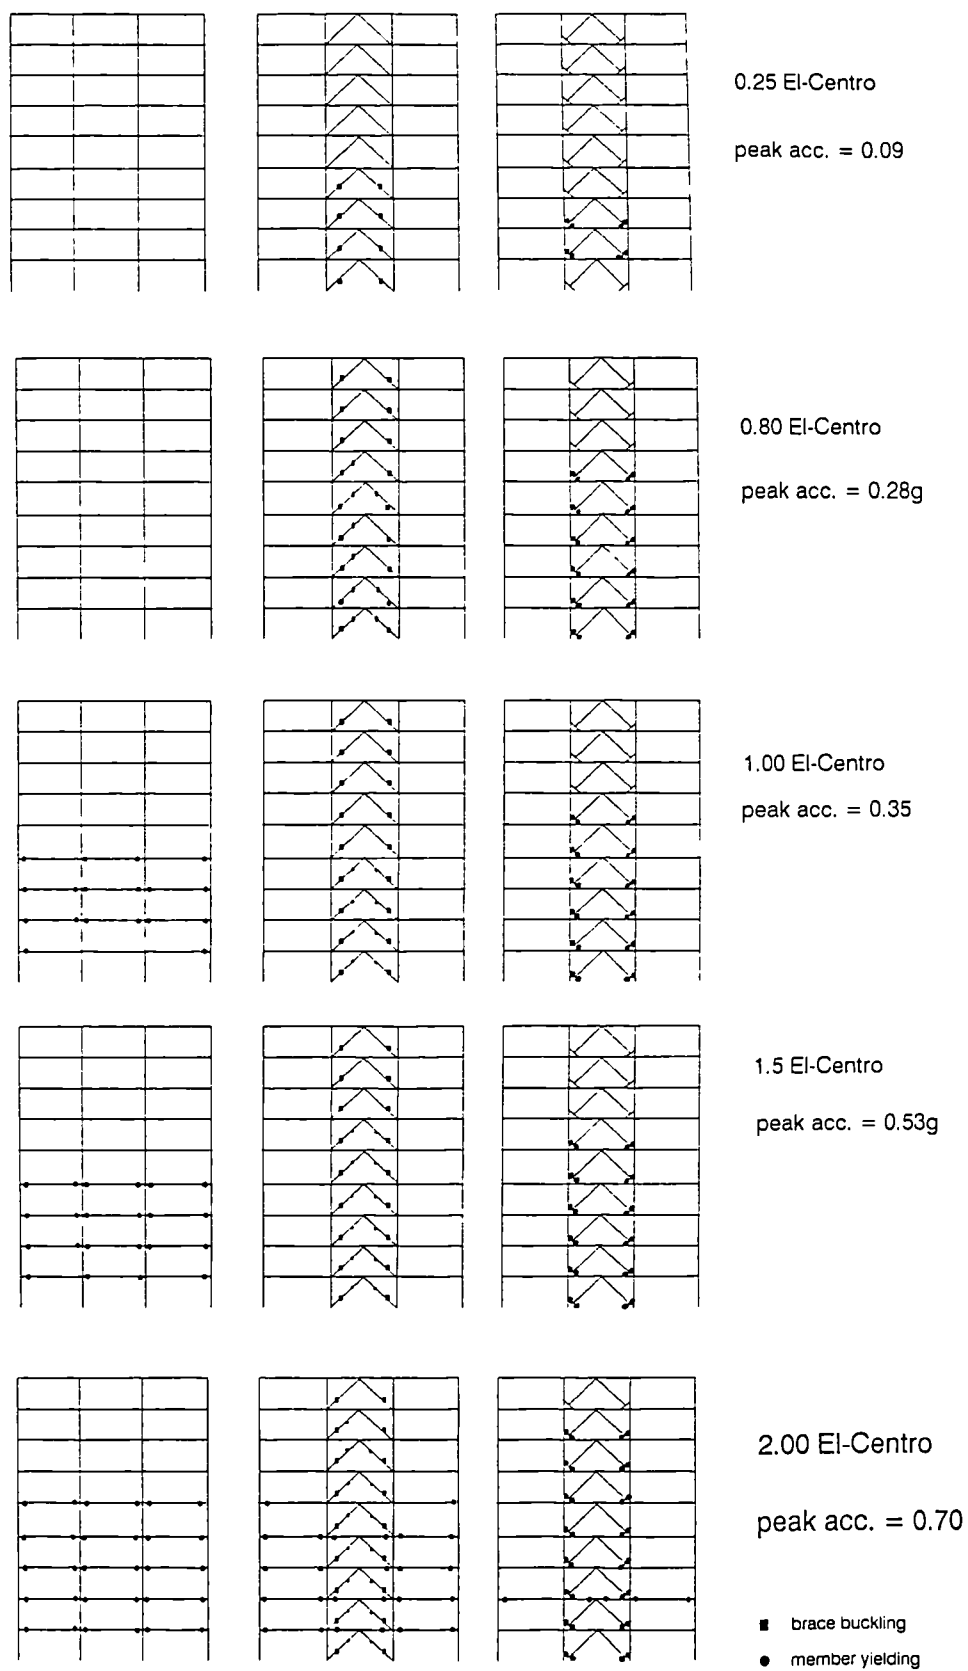 0.25 El-Centro
peak acc. = 0.09
0.80 El-Centro
peak acc. = 0.28g
1.00 El-Centro
peak acc. = 0.35
1.5 El-Centro
peak acc. = 0.53g
2.00 El-Centro
peak acc. = 0.70
brace buckling
member yielding